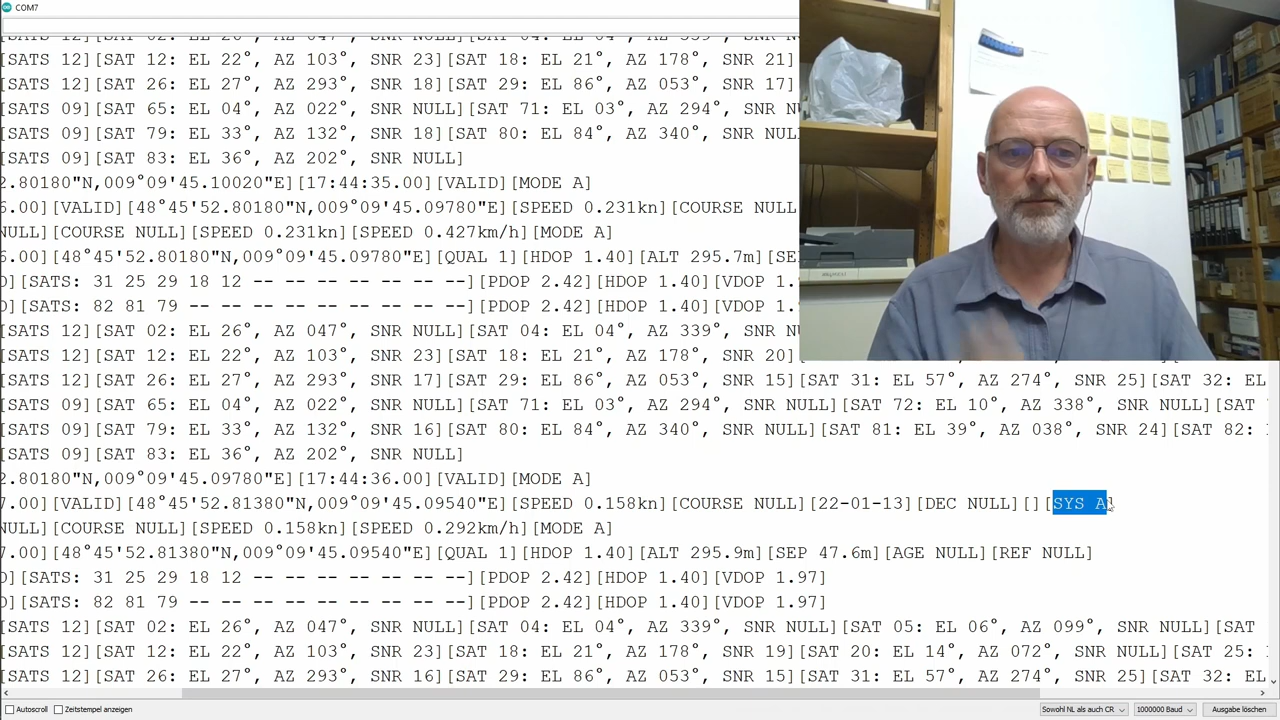 COM7
[SATS 12][SAT 02: EL 26°, AZ 047°, SNR NULL][SAT 04: EL 04°, AZ 339°, SNR N
[SATS 12][SAT 12: EL 22°, AZ 103°, SNR 23][SAT 18: EL 21°, AZ 178°, SNR 21]
[SATS 12][SAT 26: EL 27°, AZ 293°, SNR 18][SAT 29: EL 86°, AZ 053°, SNR 17]
[SATS 09][SAT 65: EL 04°, AZ 022°, SNR NULL][SAT 71: EL 03°, AZ 294°, SNR N
[SATS 09][SAT 79: EL 33°, AZ 132°, SNR 18][SAT 80: EL 84°, AZ 340°, SNR NUL
[SATS 09][SAT 83: EL 36°, AZ 202°, SNR NULL]
2.80180"N,009°09'45.10020"E][17:44:35.00][VALID][MODE A]
6.00][VALID][48°45'52.80180"N,009°09'45.09780"E][SPEED 0.231kn][COURSE NULL
NULL][COURSE NULL][SPEED 0.231kn][SPEED 0.427km/h][MODE A]
6.00][48°45'52.80180"N,009°09'45.09780"E][QUAL 1][HDOP 1.40][ALT 295.7m][SE
D][SATS: 31 25 29 18 12 -- -- -- -- -- -- --][PDOP 2.42][HDOP 1.40][VDOP 1.
D][SATS: 82 81 79 -- -- -- -- -- -- -- -- --][PDOP 2.42][HDOP 1.40][VDOP 1.
[SATS 12][SAT 02: EL 26°, AZ 047°, SNR NULL][SAT 04: EL 04°, AZ 339°, SNR N
[SATS 12][SAT 12: EL 22°, AZ 103°, SNR 23][SAT 18: EL 21°, AZ 178°, SNR 20]
[SATS 12][SAT 26: EL 27°, AZ 293°, SNR 17][SAT 29: EL 86°, AZ 053°, SNR 15][SAT 31: EL 57°, AZ 274°, SNR 25][SAT 32: EL
[SATS 09][SAT 65: EL 04°, AZ 022°, SNR NULL][SAT 71: EL 03°, AZ 294°, SNR NULL][SAT 72: EL 10°, AZ 338°, SNR NULL][SAT
[SATS 09][SAT 79: EL 33°, AZ 132°, SNR 16][SAT 80: EL 84°, AZ 340°, SNR NULL][SAT 81: EL 39°, AZ 038°, SNR 24][SAT 82:
[SATS 09][SAT 83: EL 36°, AZ 202°, SNR NULL]
2.80180"N,009°09'45.09780"E][17:44:36.00][VALID][MODE A]
7.00][VALID][48°45'52.81380"N,009°09'45.09540"E][SPEED 0.158kn][COURSE NULL][22-01-13][DEC NULL][][SYS A]
NULL][COURSE NULL][SPEED 0.158kn][SPEED 0.292km/h][MODE A]
7.00][48°45'52.81380"N,009°09'45.09540"E][QUAL 1][HDOP 1.40][ALT 295.9m][SEP 47.6m][AGE NULL][REF NULL]
D][SATS: 31 25 29 18 12 -- -- -- -- -- -- --][PDOP 2.42][HDOP 1.40][VDOP 1.97]
D][SATS: 82 81 79 -- -- -- -- -- -- -- -- --][PDOP 2.42][HDOP 1.40][VDOP 1.97]
[SATS 12][SAT 02: EL 26°, AZ 047°, SNR NULL][SAT 04: EL 04°, AZ 339°, SNR NULL][SAT 05: EL 06°, AZ 099°, SNR NULL][SAT
[SATS 12][SAT 12: EL 22°, AZ 103°, SNR 23][SAT 18: EL 21°, AZ 178°, SNR 19][SAT 20: EL 14°, AZ 072°, SNR NULL][SAT 25:
[SATS 12][SAT 26: EL 27°, AZ 293°, SNR 16][SAT 29: EL 86°, AZ 053°, SNR 15][SAT 31: EL 57°, AZ 274°, SNR 25][SAT 32: EL
Autoscroll Zeitstempel anzeigen Sowohl NL als auch CR 1000000 Baud Ausgabe löschen